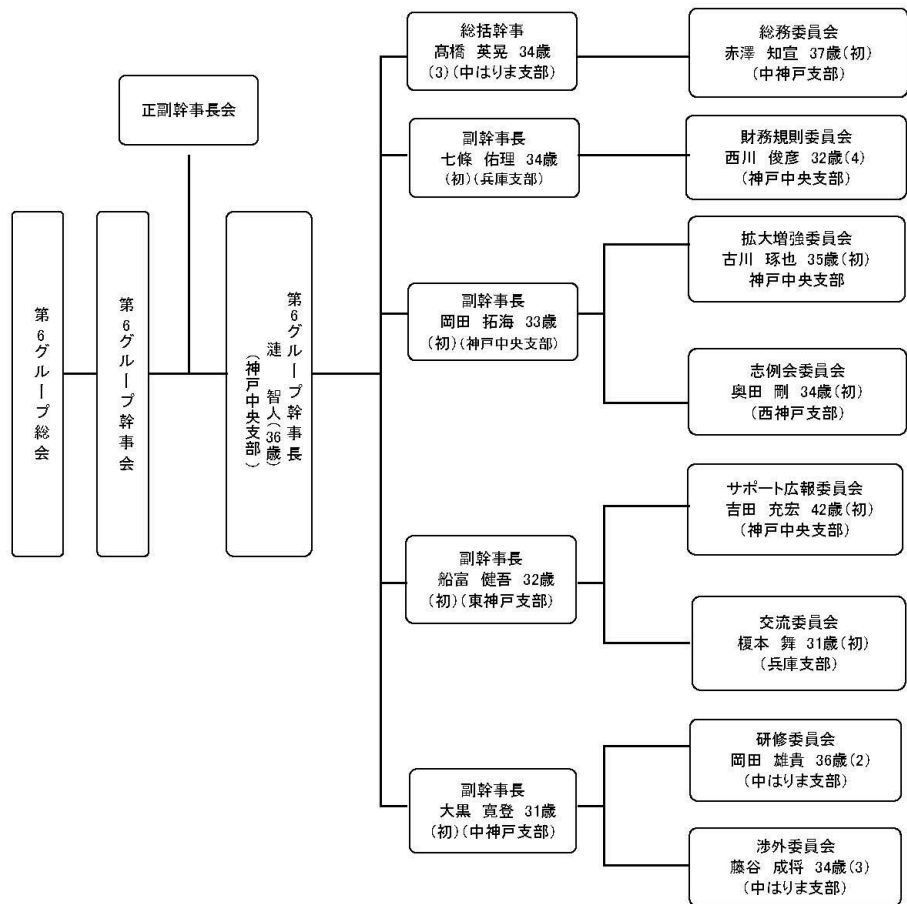 正副幹事長会
第6グループ総会
第6グループ幹事会
第6グループ幹事長
漣 智人(36歳)
(神戸中央支部)
総括幹事
髙橋 英晃 34歳
(3)(中はりま支部)
副幹事長
七條 佑理 34歳
(初)(兵庫支部)
副幹事長
岡田 拓海 33歳
(初)(神戸中央支部)
副幹事長
船富 健吾 32歳
(初)(東神戸支部)
副幹事長
大黒 寛登 31歳
(初)(中神戸支部)
総務委員会
赤澤 知宣 37歳(初)
(中神戸支部)
財務規則委員会
西川 俊彦 32歳(4)
(神戸中央支部)
拡大増強委員会
古川 琢也 35歳(初)
神戸中央支部
志例会委員会
奥田 剛 34歳(初)
(西神戸支部)
サポート広報委員会
吉田 充宏 42歳(初)
(神戸中央支部)
交流委員会
榎本 舞 31歳(初)
(兵庫支部)
研修委員会
岡田 雄貴 36歳(2)
(中はりま支部)
渉外委員会
藤谷 成将 34歳(3)
(中はりま支部)